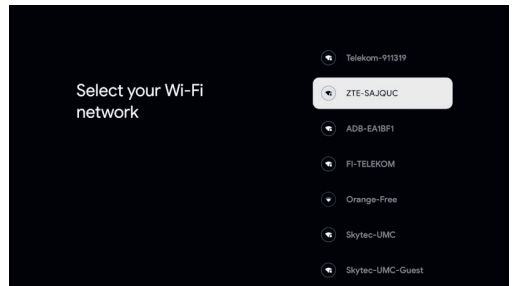 Select your Wi-Fi
network
Telekom-911319
ZTE-SAJQUC
ADB-EA1BF1
FI-TELEKOM
Orange-Free
Skytec-UMC
Skytec-UMC-Guest